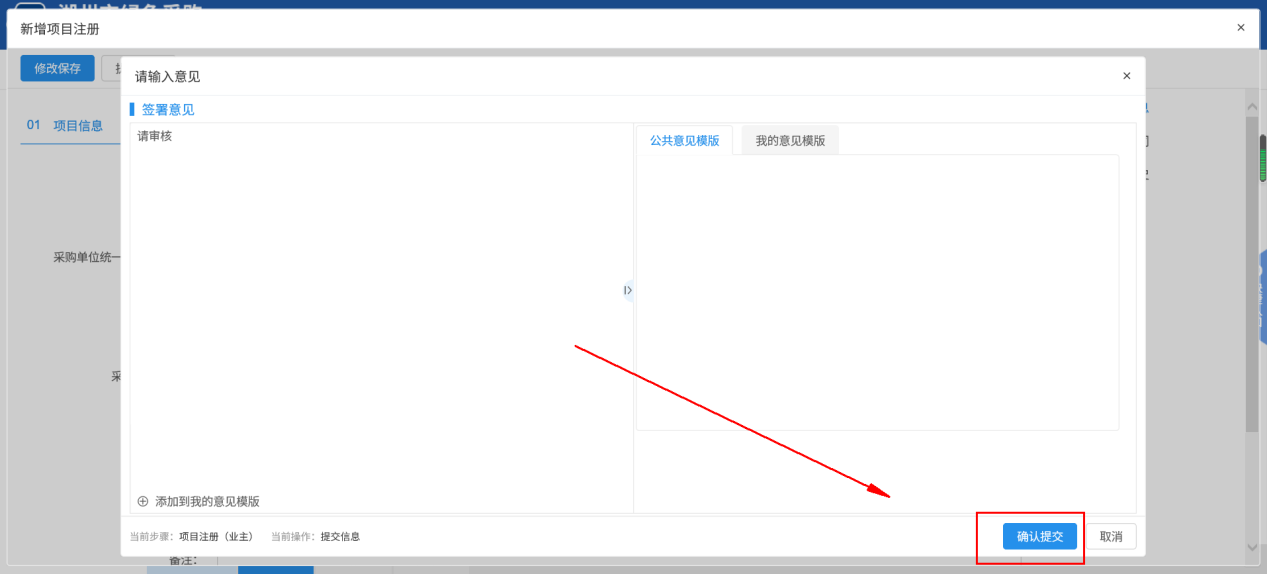 新增项目注册
×
修改保存
请输入意见
×
签署意见
01 项目信息
请审核
公共意见模版
我的意见模版
采购单位统一
采
添加到我的意见模版
当前步骤：项目注册（业主） 当前操作：提交信息
确认提交
取消
备注：